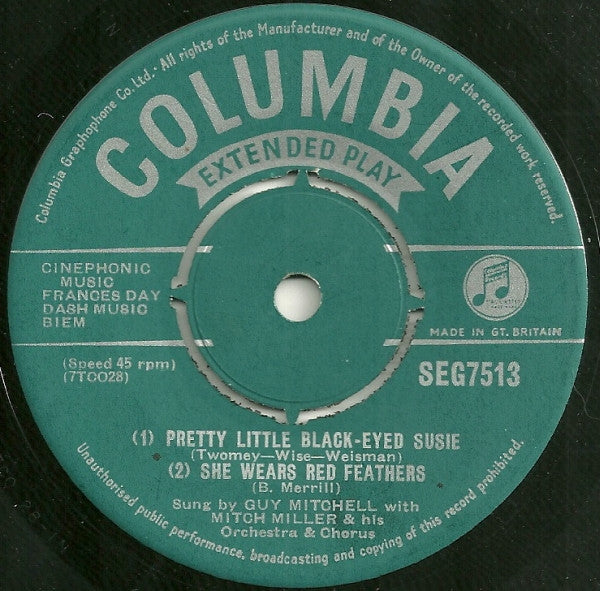 Columbia Graphophone Co. Ltd. · All rights of the Manufacturer and of the Owner of the recorded work reserved.
COLUMBIA
EXTENDED PLAY
CINEPHONIC
MUSIC
FRANCES DAY
DASH MUSIC
BIEM
MADE IN GT. BRITAIN
(Speed 45 rpm)
(7TCO28)
SEG7513
(1) PRETTY LITTLE BLACK-EYED SUSIE
(Twomey—Wise—Weisman)
(2) SHE WEARS RED FEATHERS
(B. Merrill)
Sung by GUY MITCHELL with
MITCH MILLER & his
Orchestra & Chorus
Unauthorised public performance, broadcasting and copying of this record prohibited.